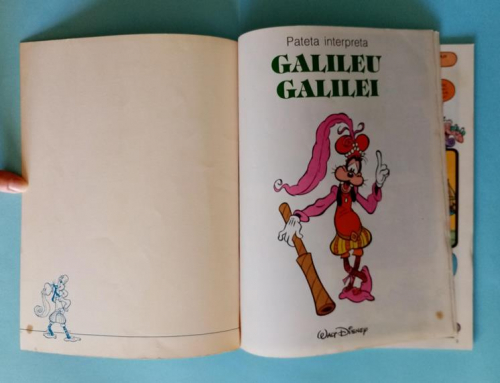 Pateta interpreta
GALILEU
GALILEI
WALT DISNEY